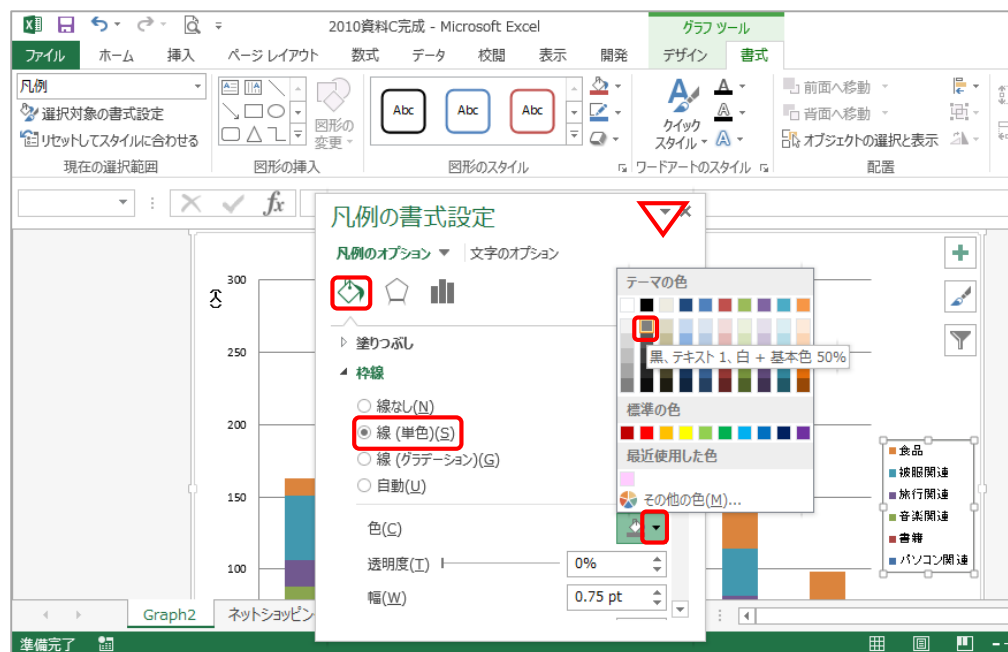 2010資料C完成 - Microsoft Excel
グラフ ツール
ファイル ホーム 挿入 ページ レイアウト 数式 データ 校閲 表示 開発 デザイン 書式
凡例
選択対象の書式設定
リセットしてスタイルに合わせる
現在の選択範囲
図形の
変更
図形の挿入
Abc Abc Abc
図形のスタイル
クイック
スタイル
ワードアートのスタイル
前面へ移動
背面へ移動
オブジェクトの選択と表示
配置
fx
凡例の書式設定
凡例のオプション 文字のオプション
塗りつぶし
枠線
線なし(N)
線 (単色)(S)
線 (グラデーション)(G)
自動(U)
色(C)
透明度(T) 0%
幅(W) 0.75 pt
テーマの色
黒、テキスト 1、白 + 基本色 50%
標準の色
最近使用した色
その他の色(M)...
300
250
200
150
100
食品
被服関連
旅行関連
音楽関連
書籍
パソコン関連
Graph2 ネットショッピン
準備完了